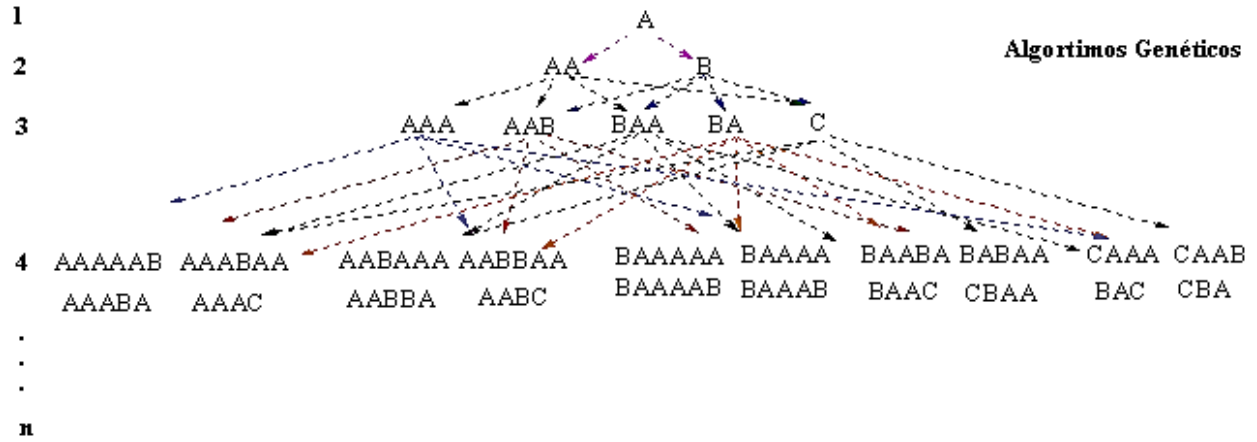 1 A
Algortimos Genéticos
2 AA B
3 AAA AAB BAA BA C
4 AAAAAB AAABAA AABAAA AABBAA BAAAAA BAAAA BAABA BABAA CAAA CAAB
AAABA AAAC AABBA AABC BAAAAB BAAAB BAAC CBAA BAC CBA
.
.
.
n